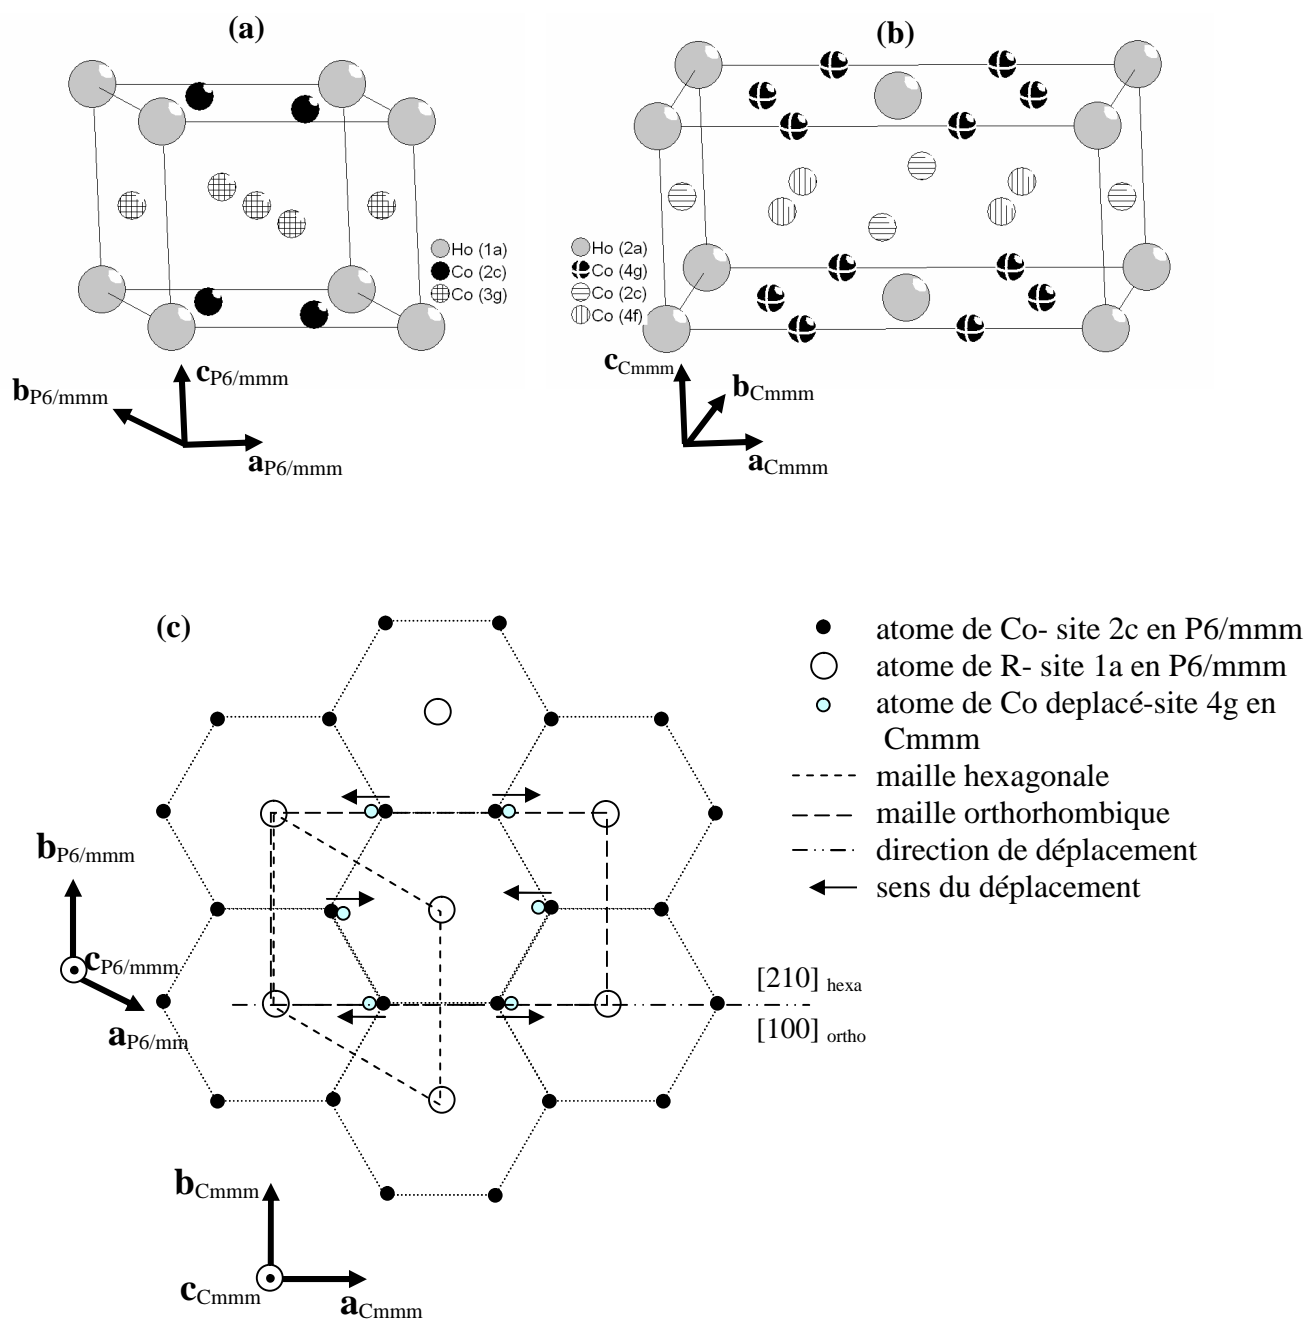 (a)
Ho (1a)
Co (2c)
Co (3g)
cP6/mmm
bP6/mmm
aP6/mmm
(b)
Ho (2a)
Co (4g)
Co (2c)
Co (4f)
cCmmm
bCmmm
aCmmm
(c)
atome de Co- site 2c en P6/mmm
atome de R- site 1a en P6/mmm
atome de Co deplacé-site 4g en
Cmmm
maille hexagonale
maille orthorhombique
direction de déplacement
sens du déplacement
bP6/mmm
cP6/mmm
aP6/mm
[210] hexa
[100] ortho
bCmmm
cCmmm
aCmmm